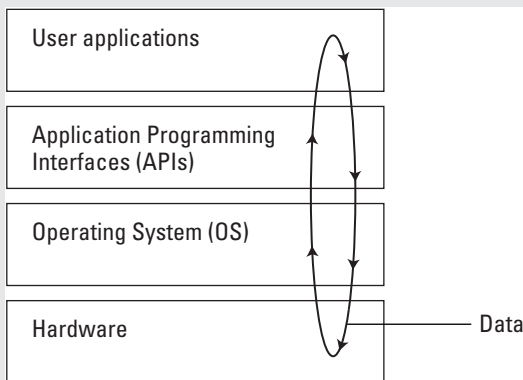 User applications
Application Programming
Interfaces (APIs)
Operating System (OS)
Hardware
Data